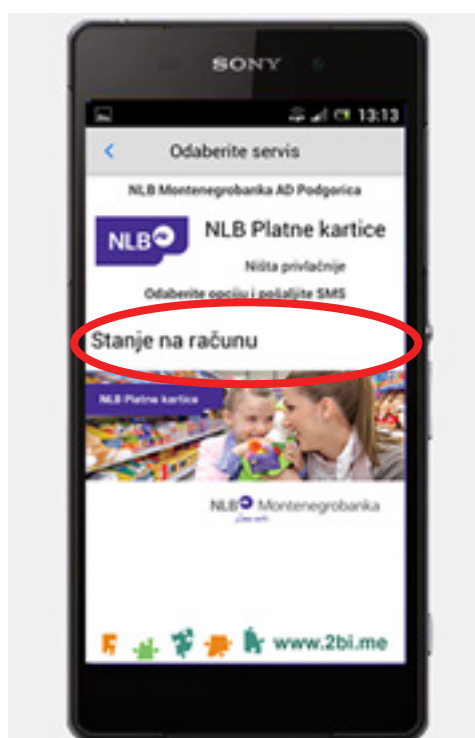 SONY
13:13
Odaberite servis
NLB Montenegrobanka AD Podgorica
NLB
NLB Platne kartice
Ništa privlačnije
Odaberite opciju i pošaljite SMS
Stanje na računu
NLB Platne kartice
NLB Montenegrobanka
www.2bi.me